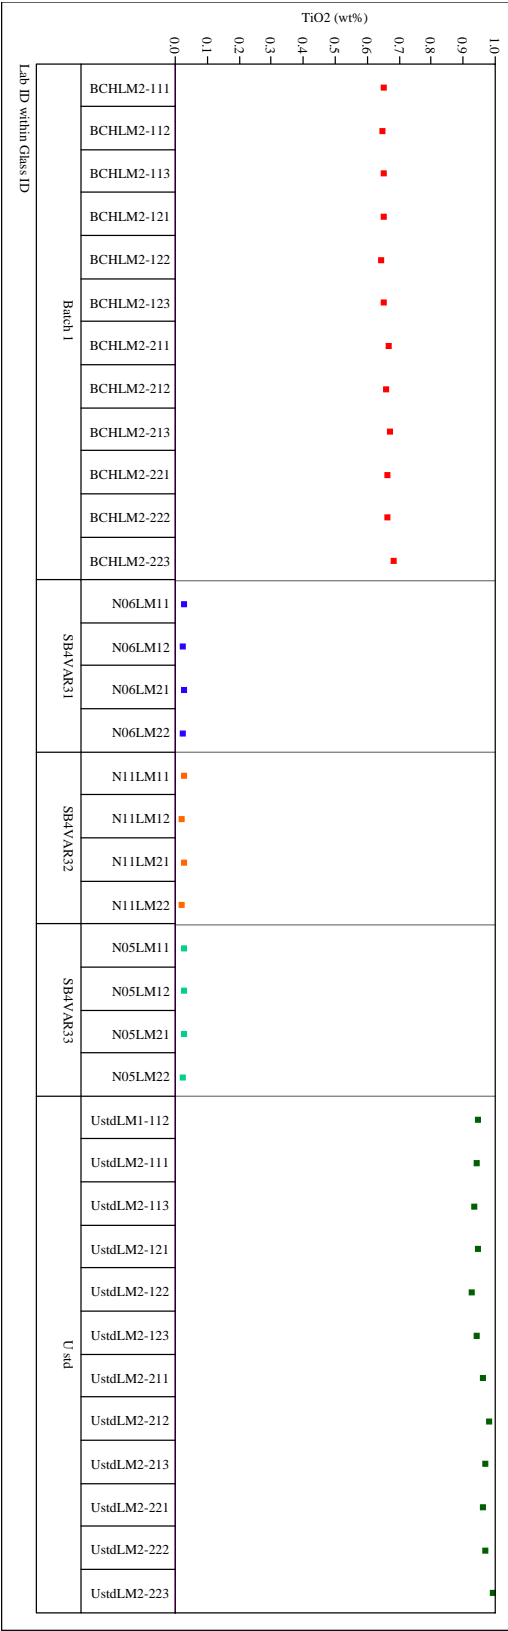 TiO2 (wt%)
1.0
0.9
0.8
0.7
0.6
0.5
0.4
0.3
0.2
0.1
0.0
BCHLM2-111
BCHLM2-112
BCHLM2-113
BCHLM2-121
BCHLM2-122
BCHLM2-123
BCHLM2-211
BCHLM2-212
BCHLM2-213
BCHLM2-221
BCHLM2-222
BCHLM2-223
N06LM11
N06LM12
N06LM21
N06LM22
N11LM11
N11LM12
N11LM21
N11LM22
N05LM11
N05LM12
N05LM21
N05LM22
UstdLM1-112
UstdLM2-111
UstdLM2-113
UstdLM2-121
UstdLM2-122
UstdLM2-123
UstdLM2-211
UstdLM2-212
UstdLM2-213
UstdLM2-221
UstdLM2-222
UstdLM2-223
Batch 1
SB4VAR31
SB4VAR32
SB4VAR33
U std
Lab ID within Glass ID